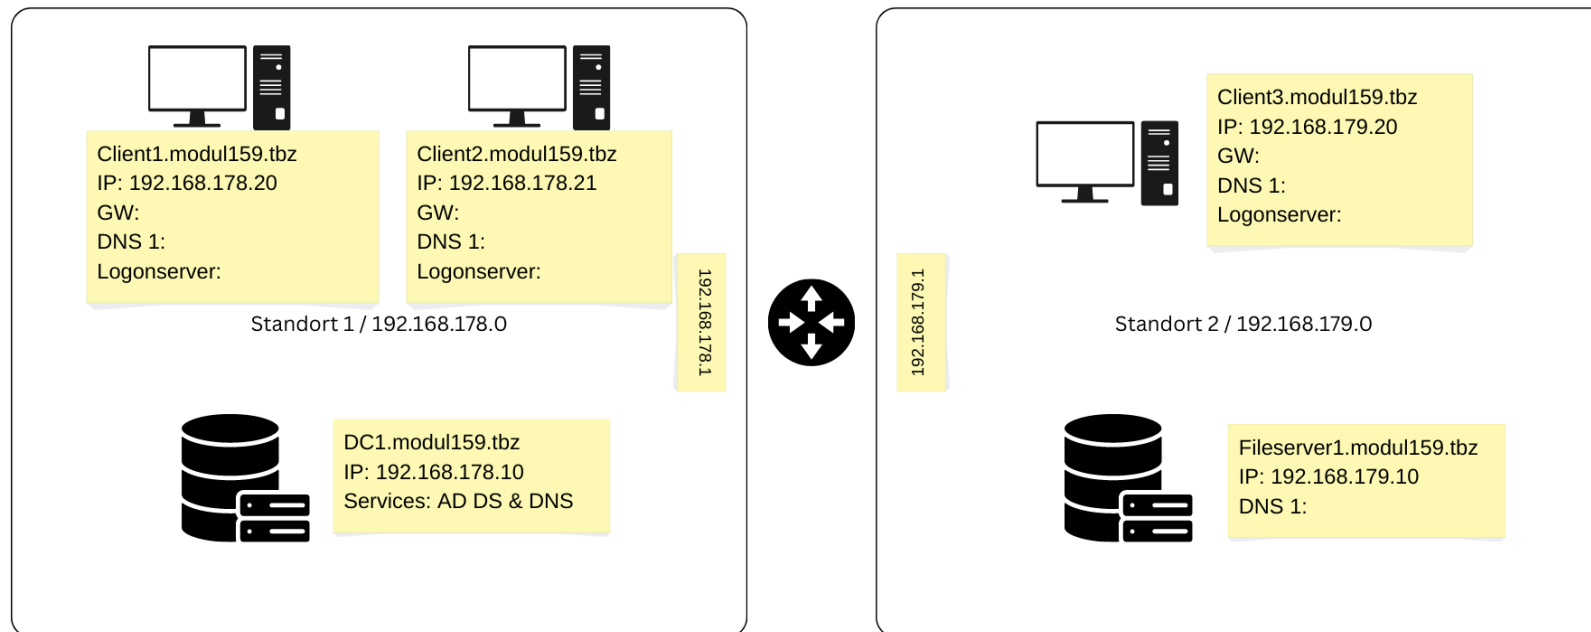 Client1.modul159.tbz
IP: 192.168.178.20
GW:
DNS 1:
Logonserver:
Client2.modul159.tbz
IP: 192.168.178.21
GW:
DNS 1:
Logonserver:
192.168.178.1
Standort 1 / 192.168.178.0
DC1.modul159.tbz
IP: 192.168.178.10
Services: AD DS & DNS
Client3.modul159.tbz
IP: 192.168.179.20
GW:
DNS 1:
Logonserver:
192.168.179.1
Standort 2 / 192.168.179.0
Fileserver1.modul159.tbz
IP: 192.168.179.10
DNS 1: